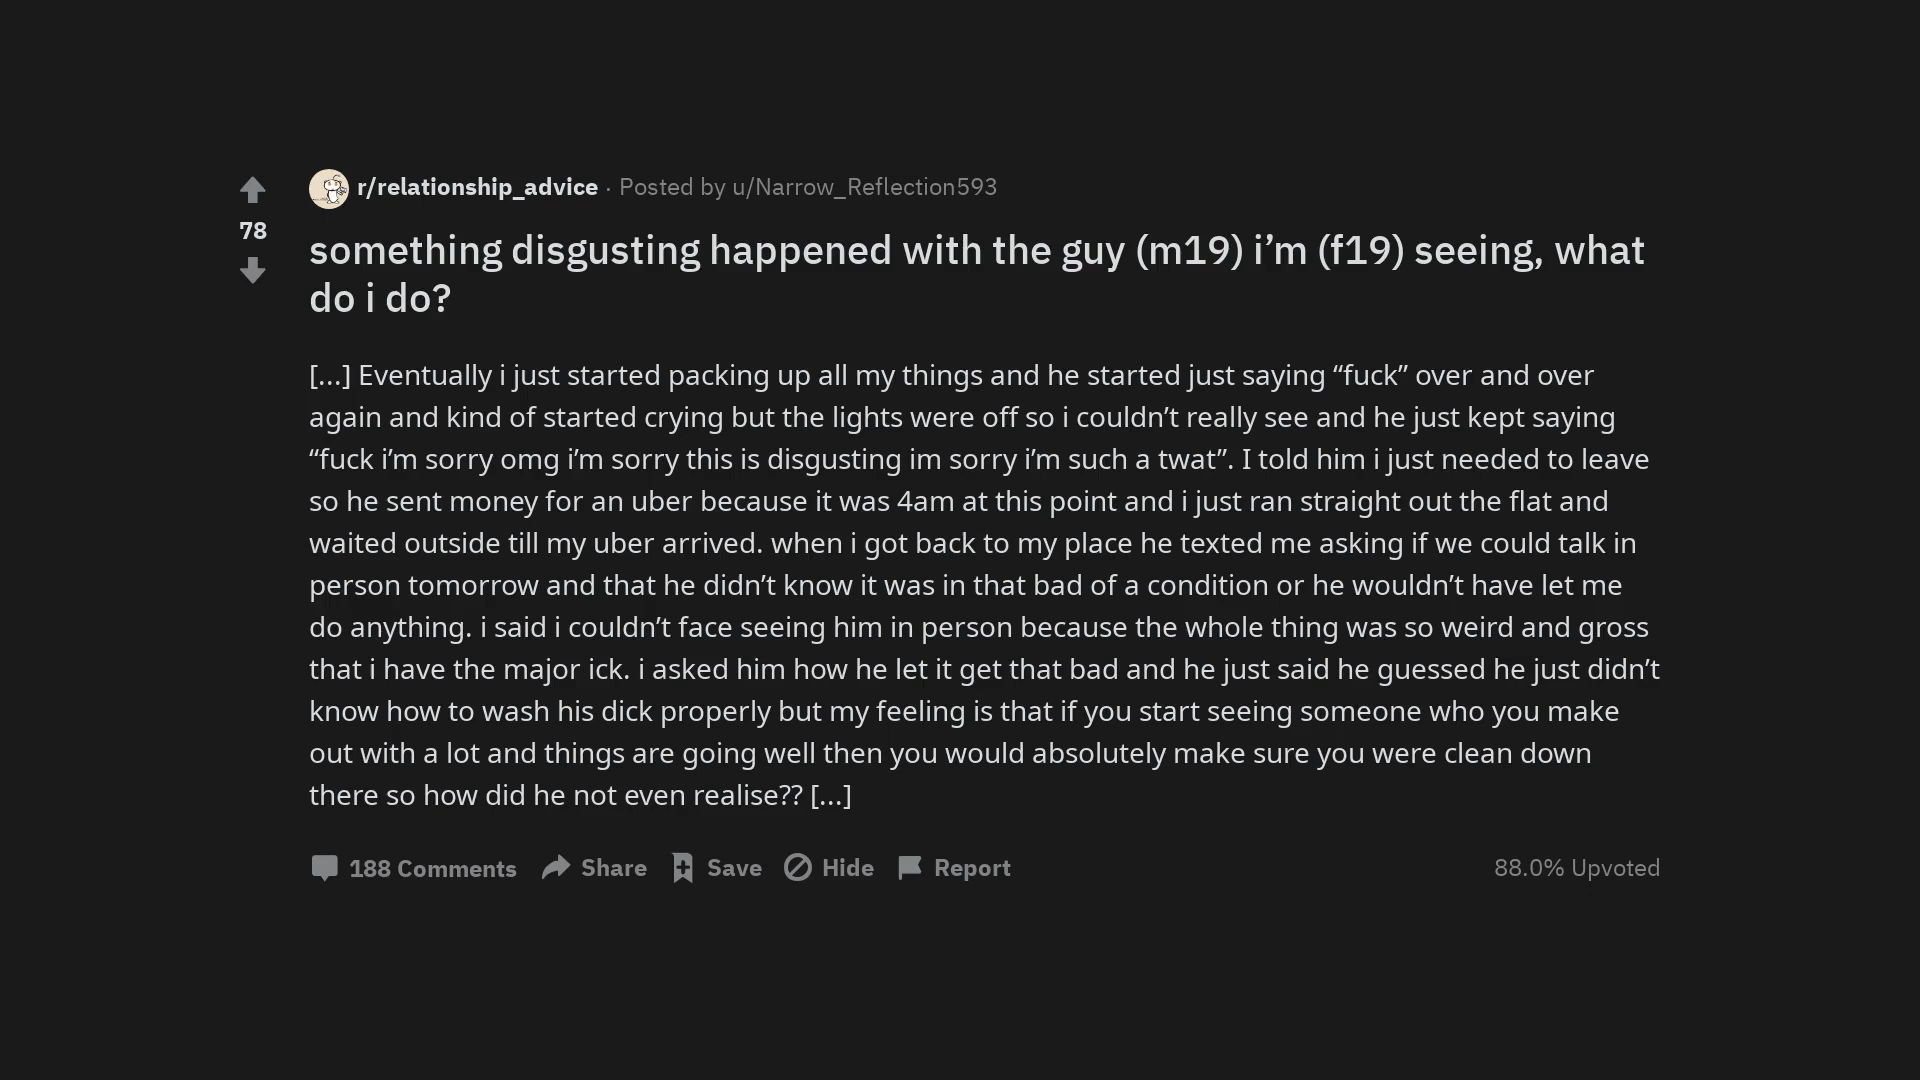 r/relationship_advice · Posted by u/Narrow_Reflection593
78
something disgusting happened with the guy (m19) i’m (f19) seeing, what
do i do?
[...] Eventually i just started packing up all my things and he started just saying “fuck” over and over
again and kind of started crying but the lights were off so i couldn’t really see and he just kept saying
“fuck i’m sorry omg i’m sorry this is disgusting im sorry i’m such a twat”. I told him i just needed to leave
so he sent money for an uber because it was 4am at this point and i just ran straight out the flat and
waited outside till my uber arrived. when i got back to my place he texted me asking if we could talk in
person tomorrow and that he didn’t know it was in that bad of a condition or he wouldn’t have let me
do anything. i said i couldn’t face seeing him in person because the whole thing was so weird and gross
that i have the major ick. i asked him how he let it get that bad and he just said he guessed he just didn’t
know how to wash his dick properly but my feeling is that if you start seeing someone who you make
out with a lot and things are going well then you would absolutely make sure you were clean down
there so how did he not even realise?? [...]
188 Comments Share Save Hide Report 88.0% Upvoted